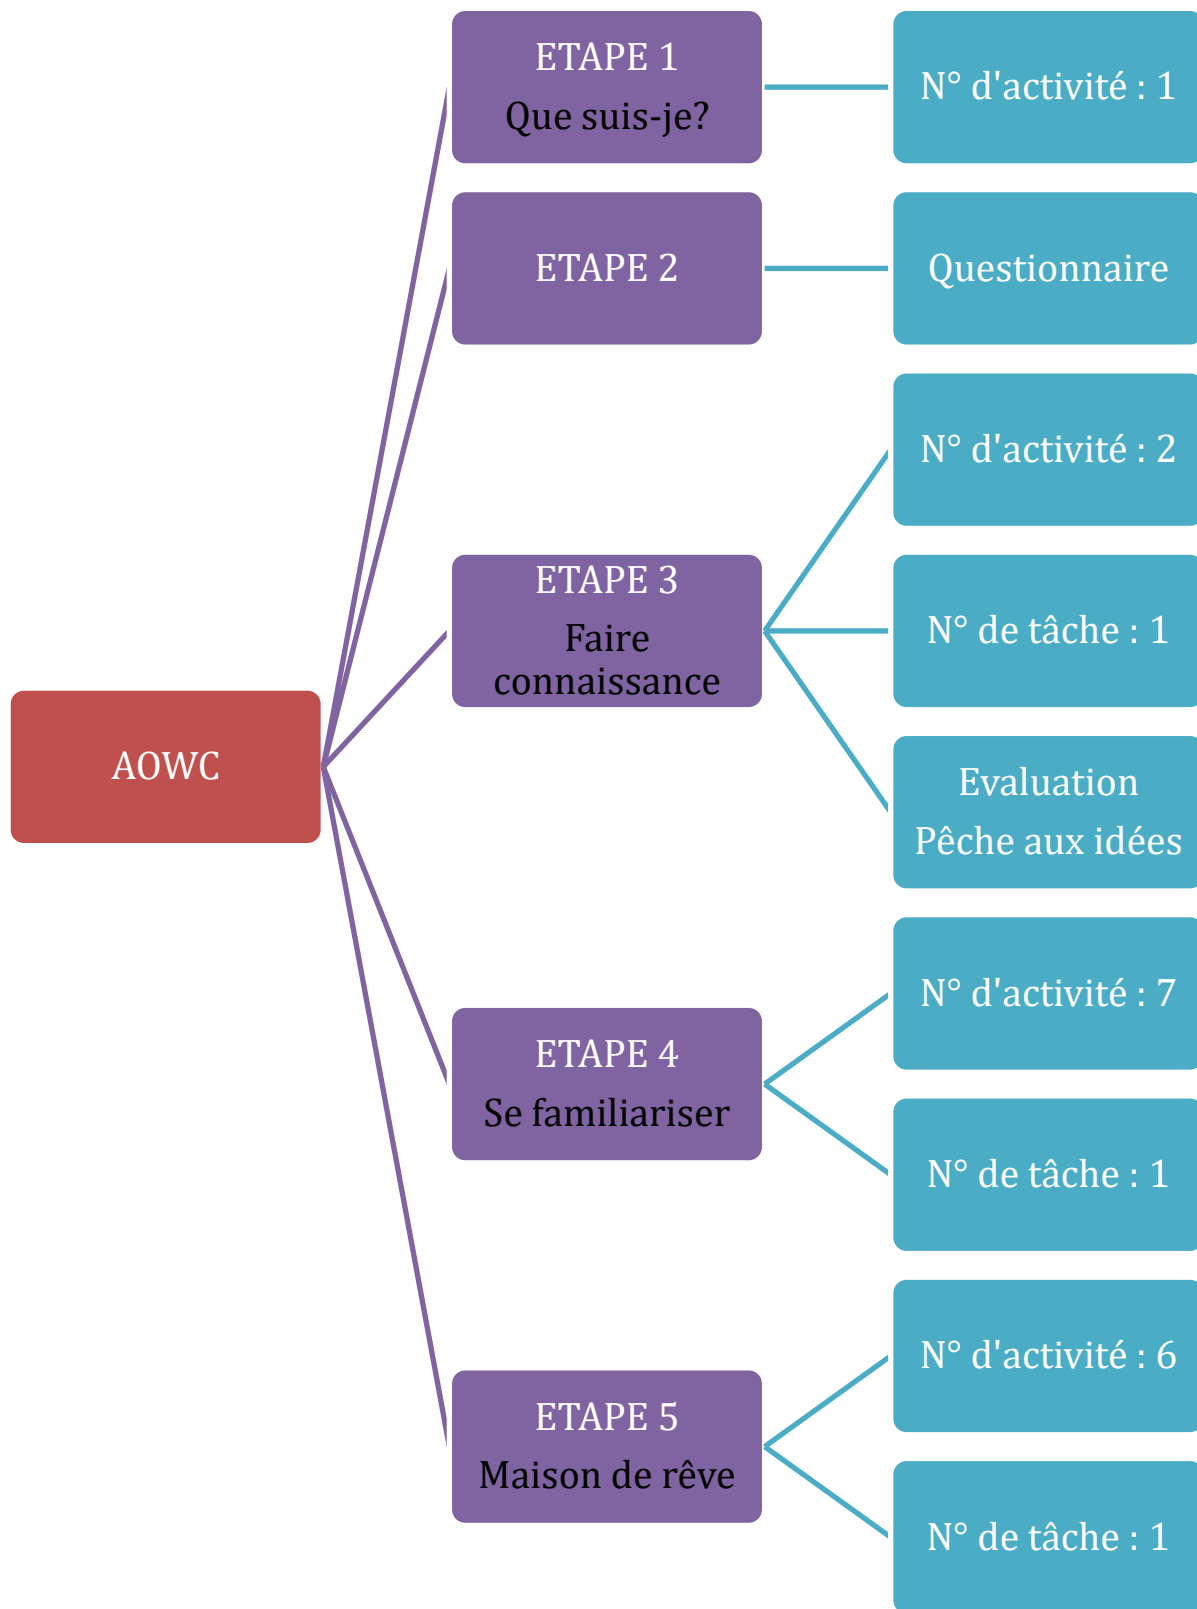 AOWC
ETAPE 1
Que suis-je?
N° d'activité : 1
ETAPE 2
Questionnaire
ETAPE 3
Faire
connaissance
N° d'activité : 2
N° de tâche : 1
Evaluation
Pêche aux idées
ETAPE 4
Se familiariser
N° d'activité : 7
N° de tâche : 1
ETAPE 5
Maison de rêve
N° d'activité : 6
N° de tâche : 1